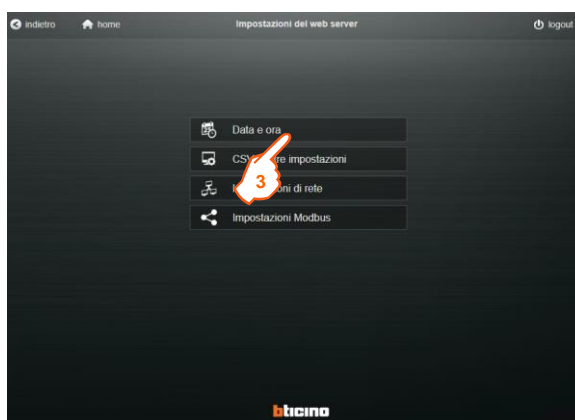 indietro
home
Impostazioni del web server
logout
Data e ora
impostazioni
di rete
3
Impostazioni Modbus
bticino